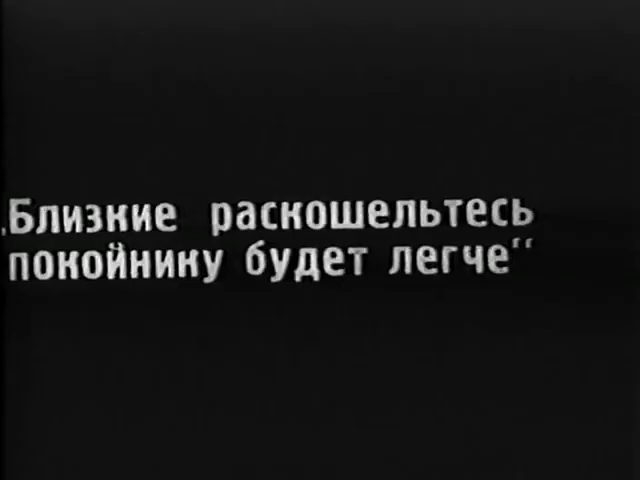 „Близкие раскошельтесь
покойнику будет легче“